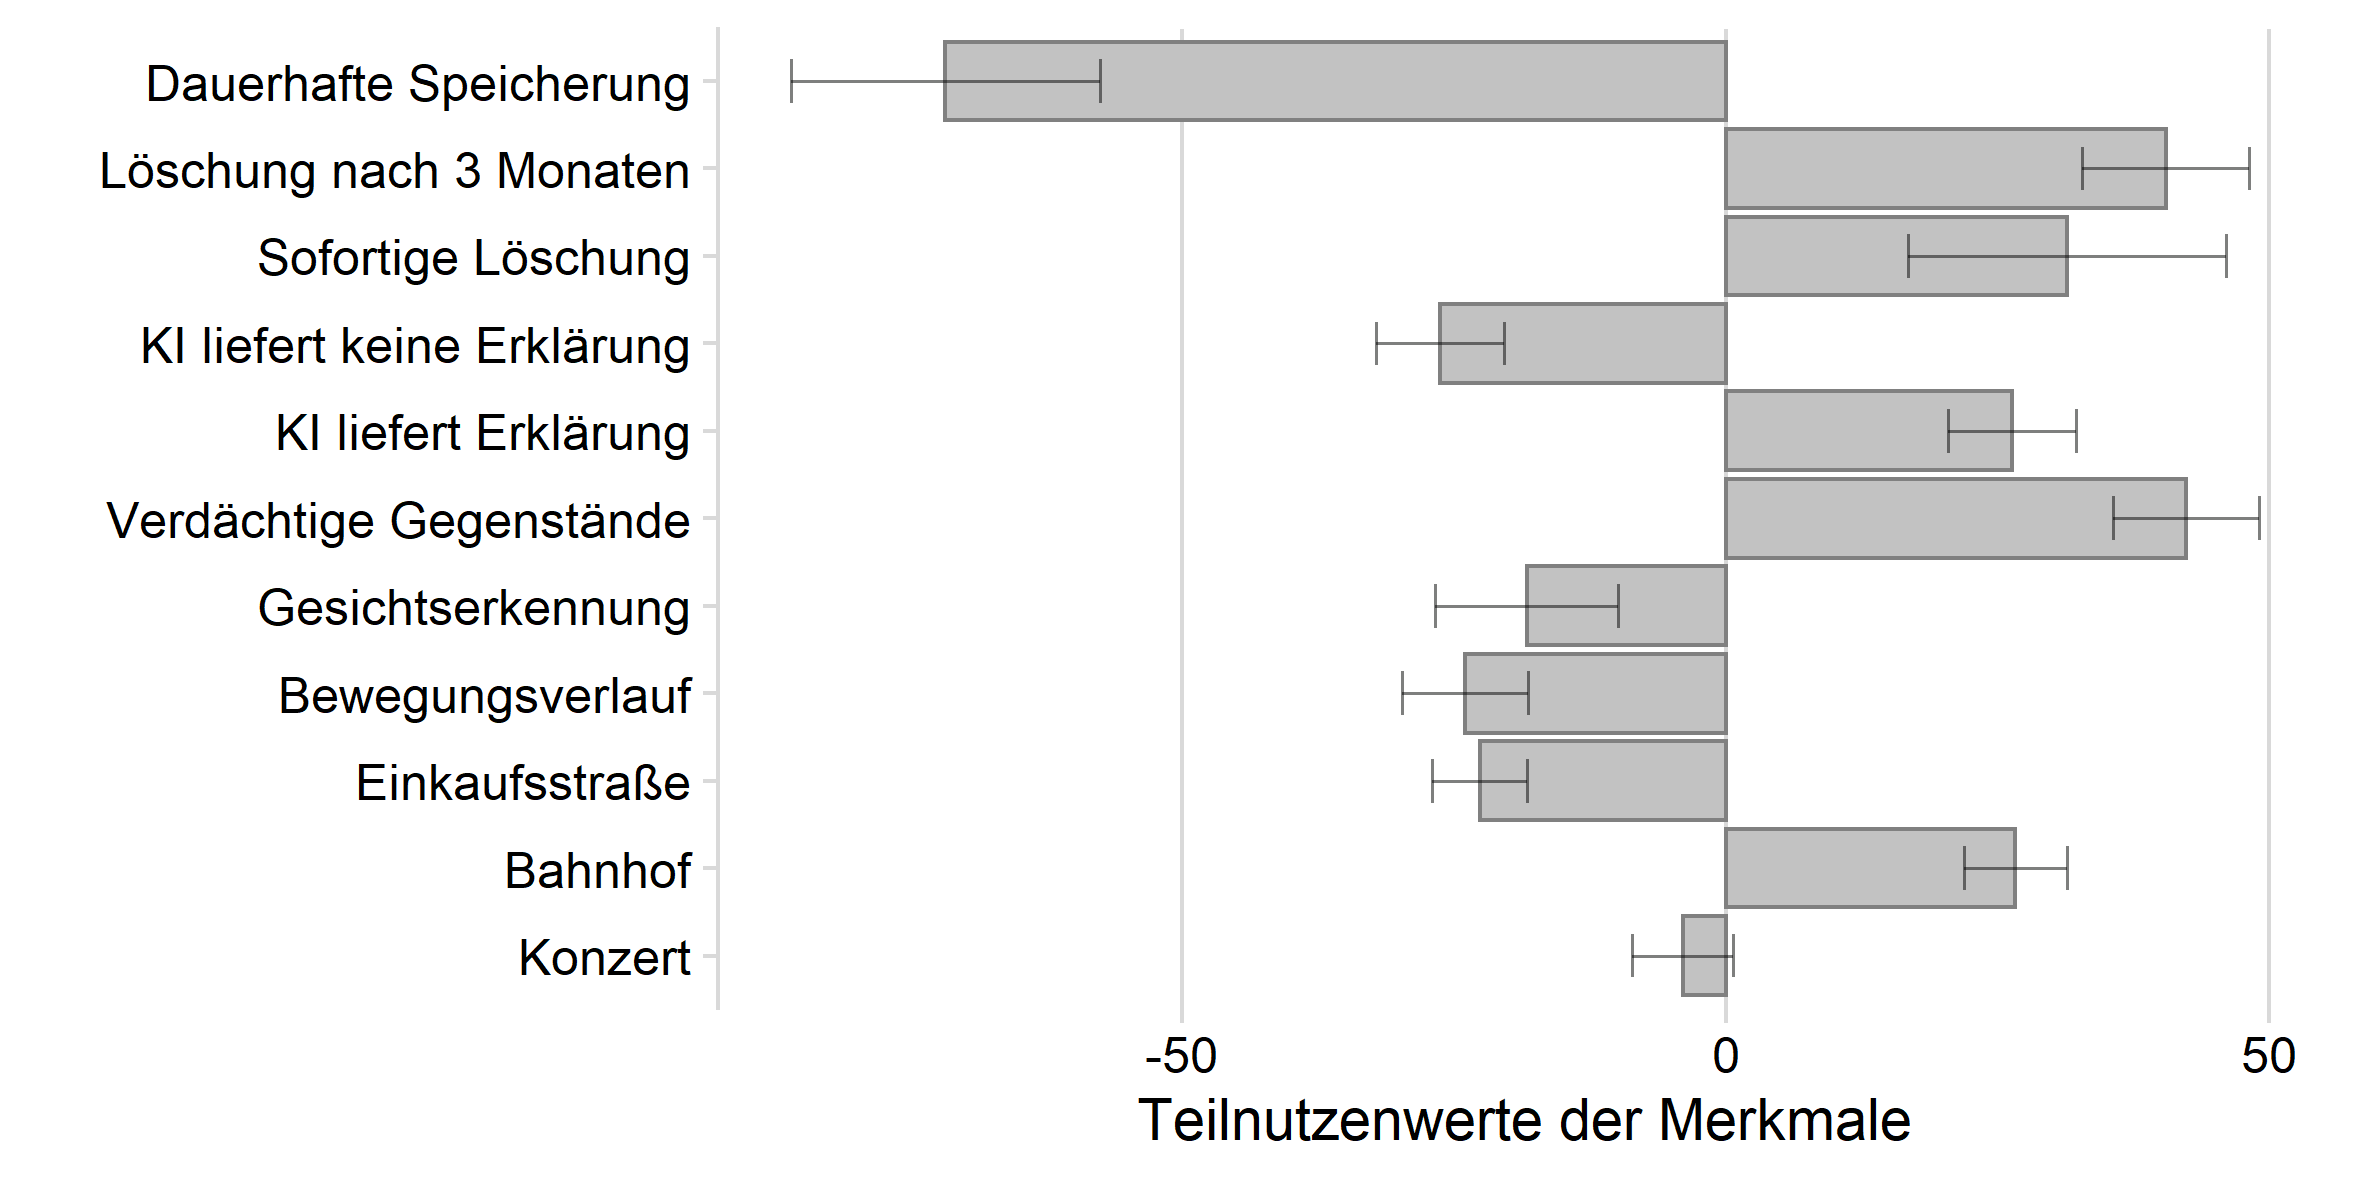 Dauerhafte Speicherung
Löschung nach 3 Monaten
Sofortige Löschung
KI liefert keine Erklärung
KI liefert Erklärung
Verdächtige Gegenstände
Gesichtserkennung
Bewegungsverlauf
Einkaufsstraße
Bahnhof
Konzert
-50 0 50
Teilnutzenwerte der Merkmale